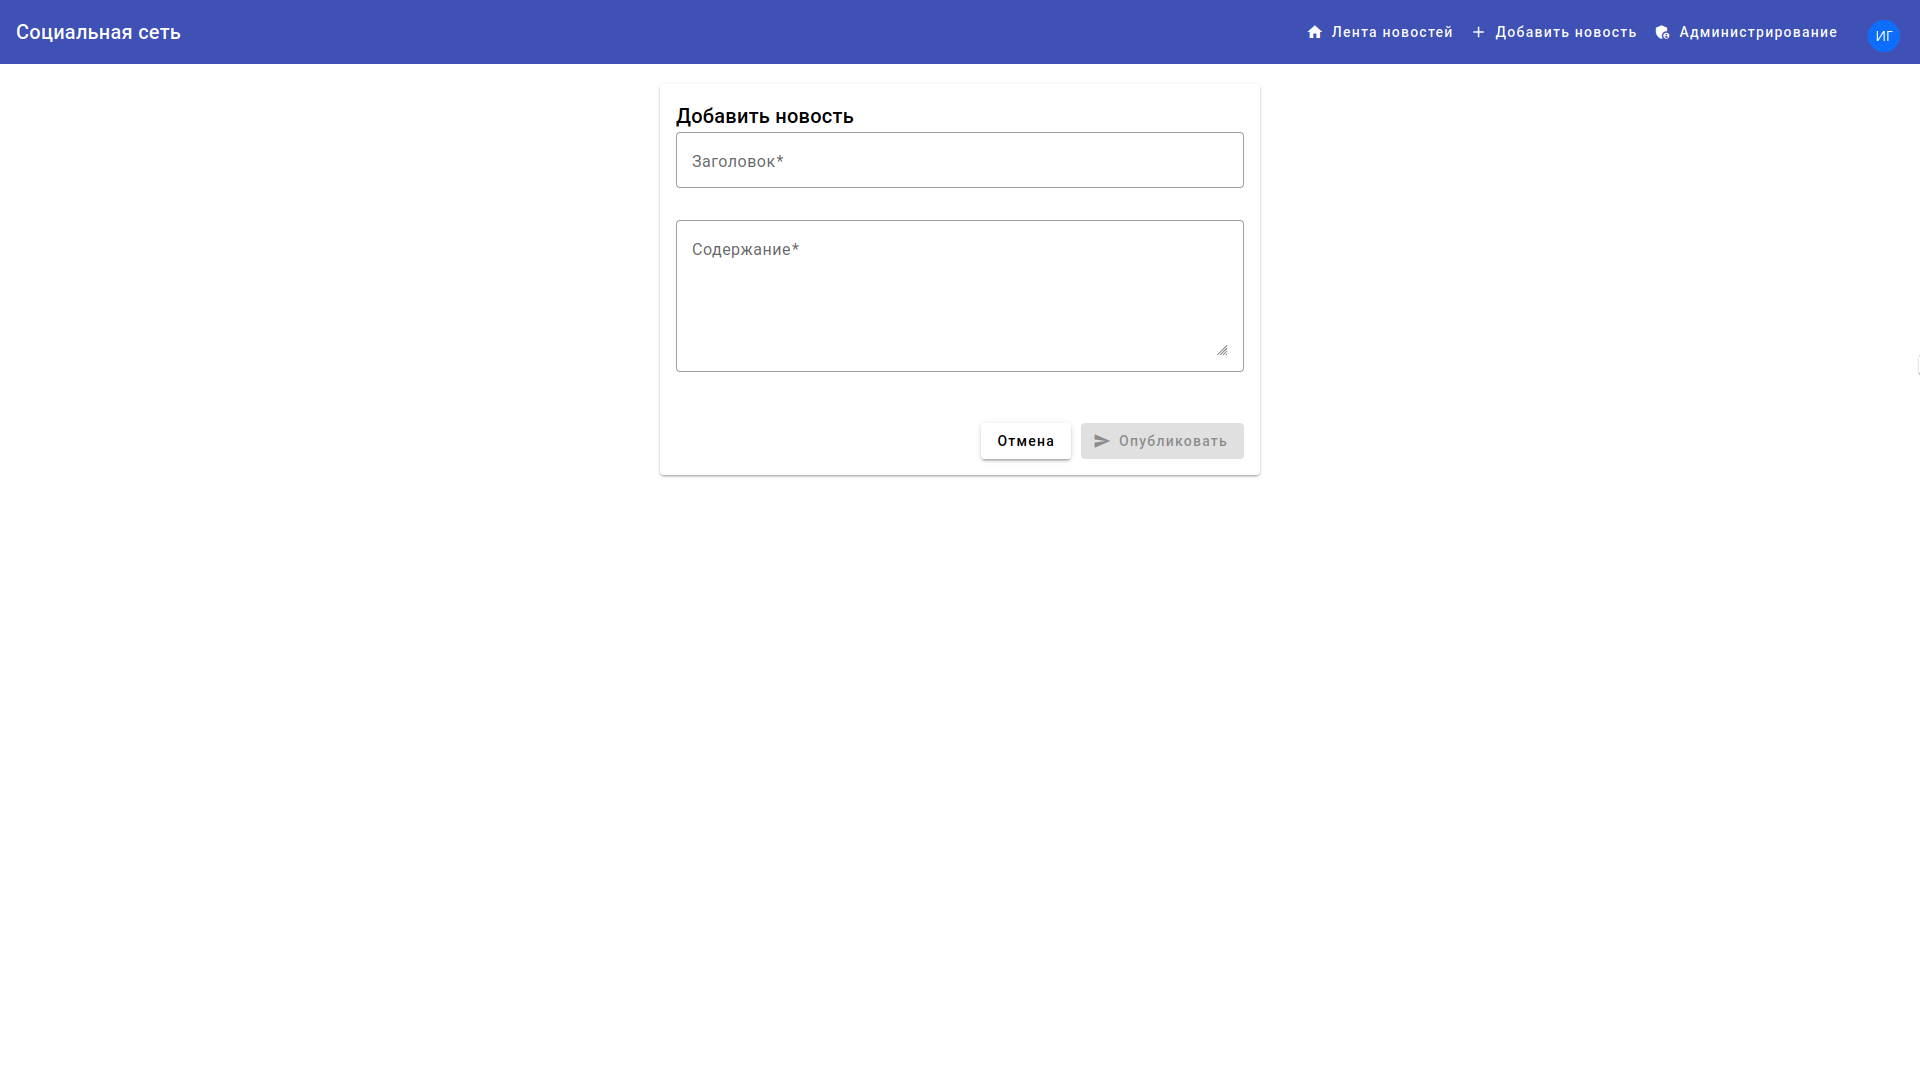 Социальная сеть
Лента новостей
Добавить новость
Администрирование
ИГ
Добавить новость
Заголовок*
Содержание*
Отмена
Опубликовать